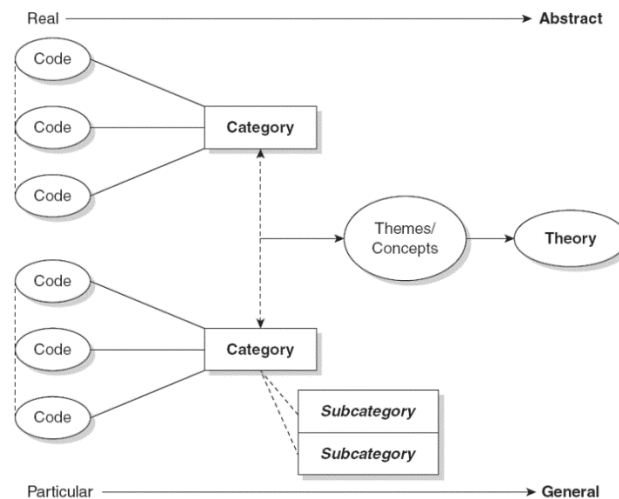 Real Abstract
Code
Code
Category
Code
Themes/
Concepts
Theory
Code
Code
Category
Code
Subcategory
Subcategory
Particular General